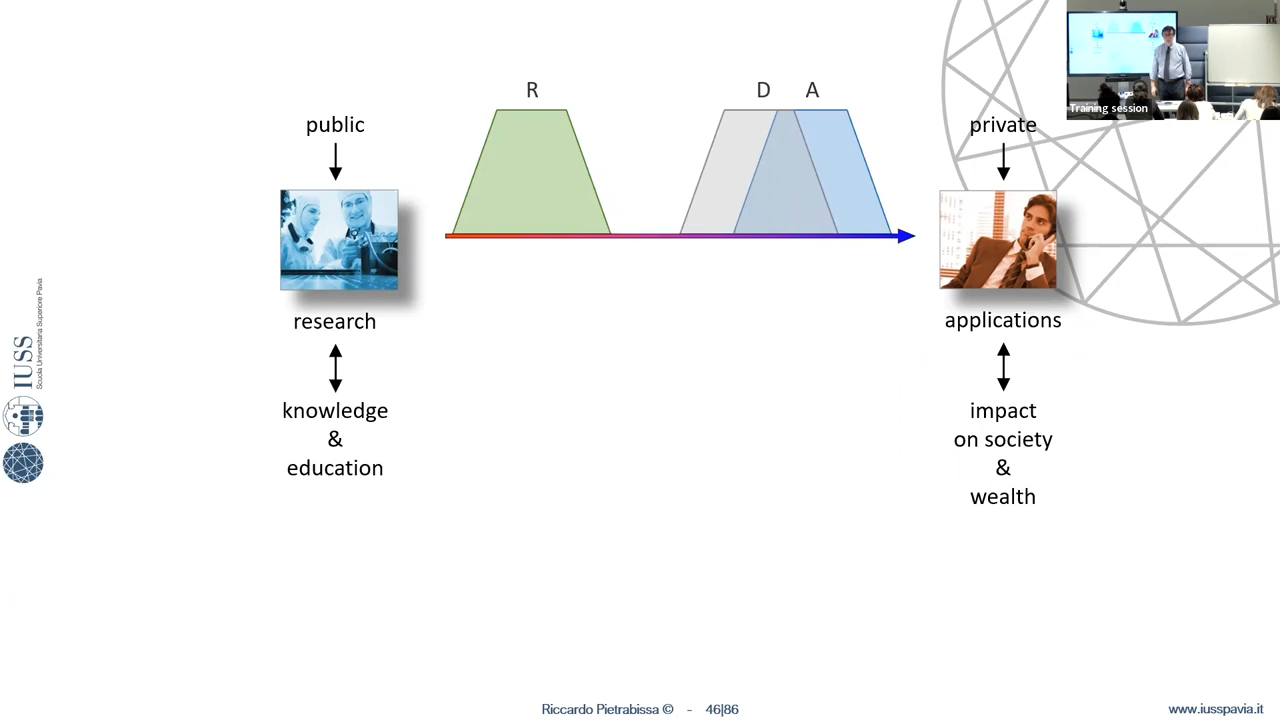 R
D A
public
private
Training session
research
applications
knowledge
&
education
impact
on society
&
wealth
IUSS
Scuola Universitaria Superiore Pavia
Riccardo Pietrabissa © - 46|86
www.iusspavia.it